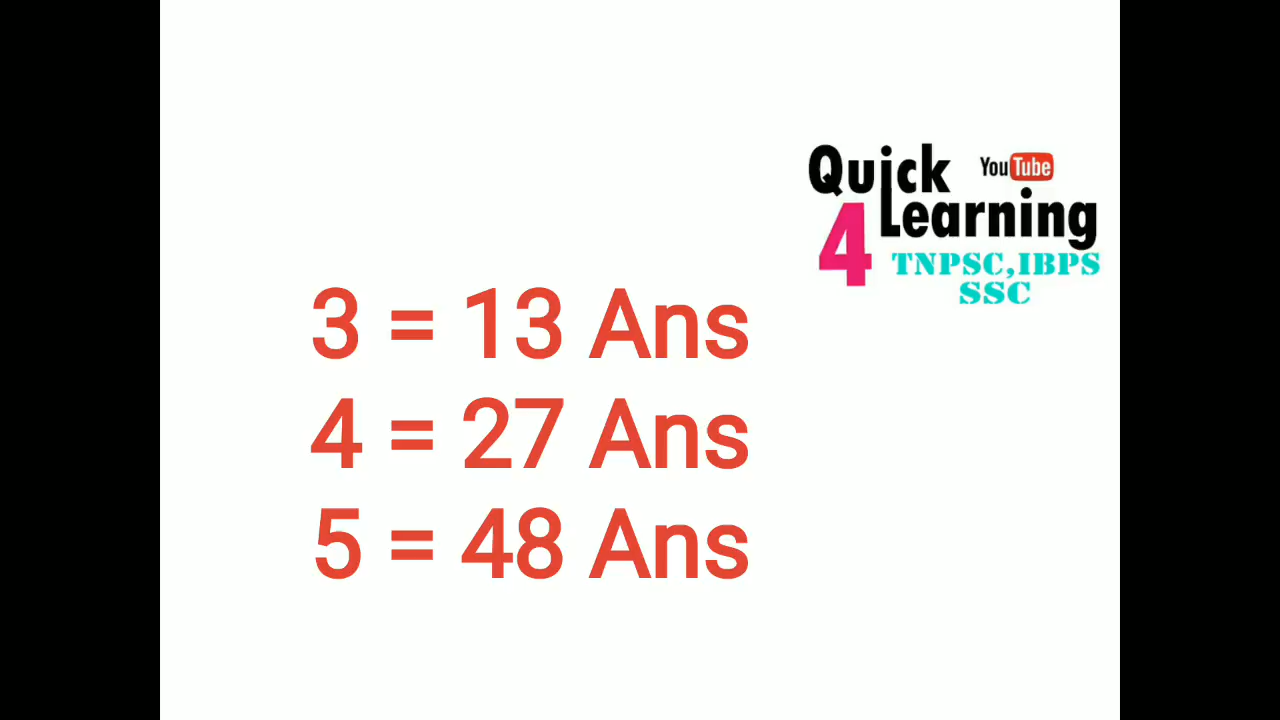 Quick YouTube
4 Learning
TNPSC,IBPS
SSC
3 = 13 Ans
4 = 27 Ans
5 = 48 Ans